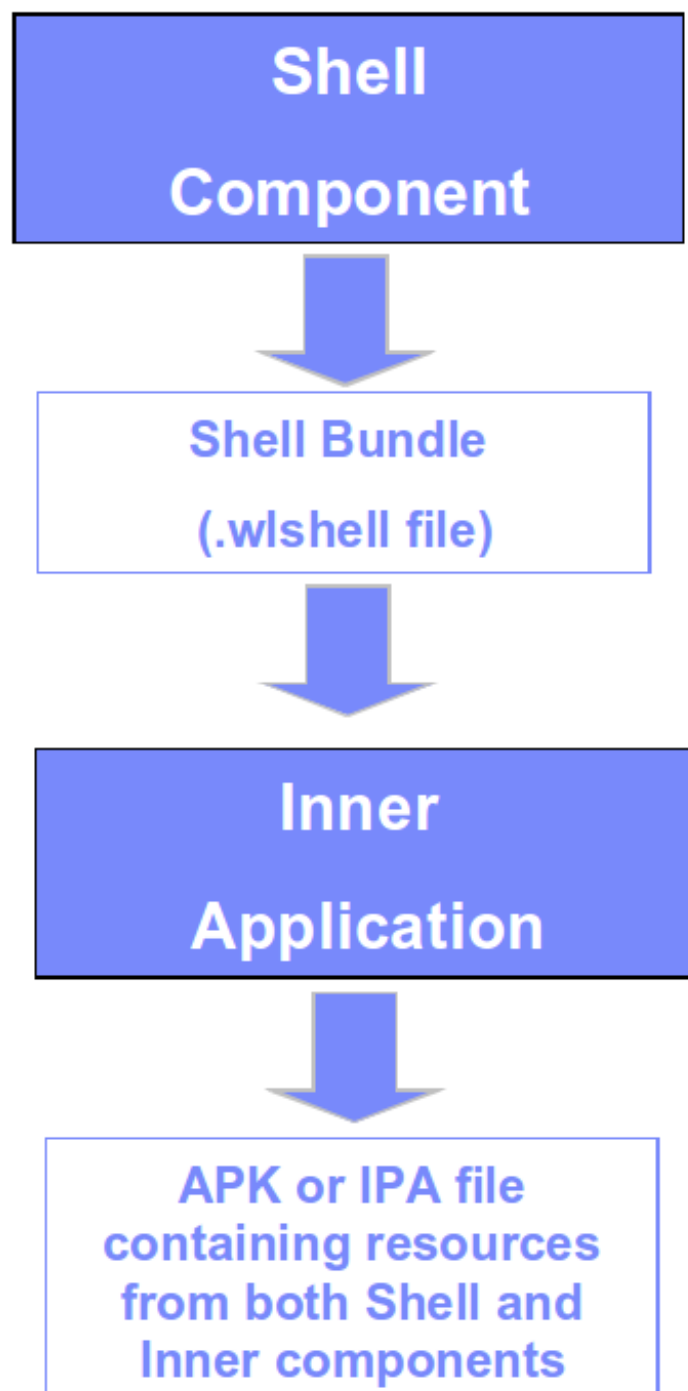 Shell
Component
Shell Bundle
(.wlshell file)
Inner
Application
APK or IPA file
containing resources
from both Shell and
Inner components